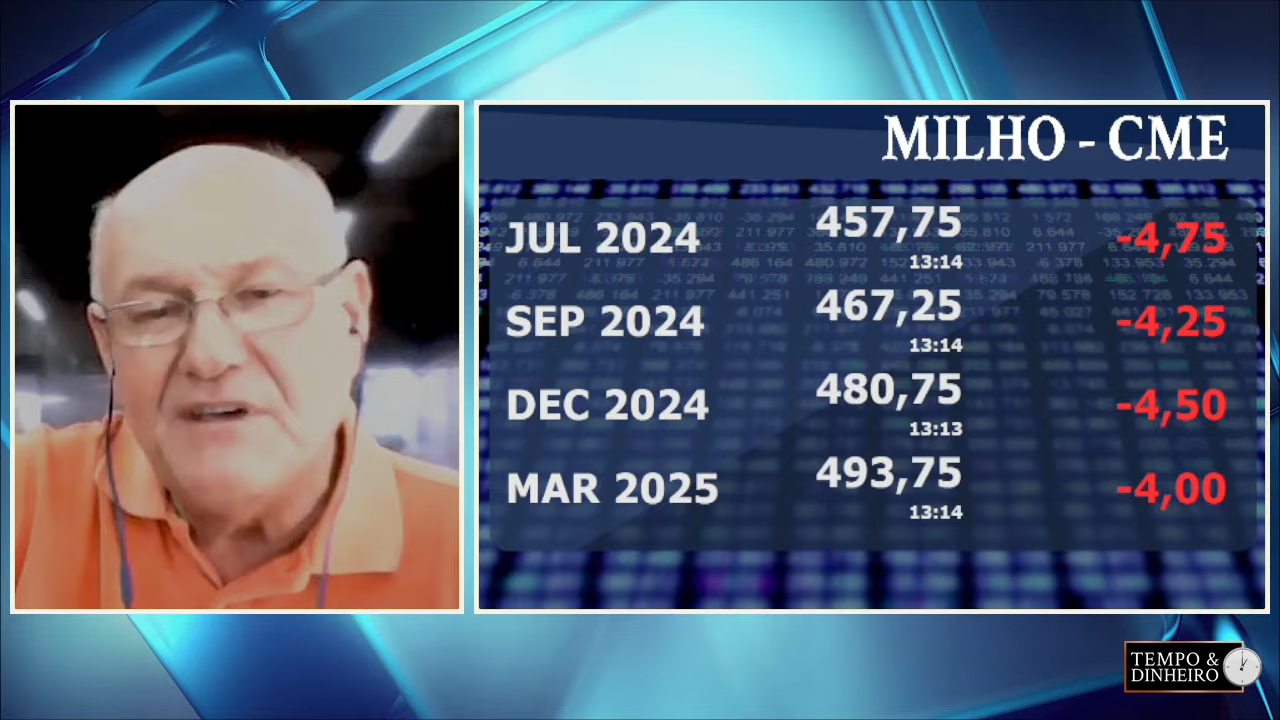 MILHO - CME
JUL 2024 457,75 -4,75
13:14
SEP 2024 467,25 -4,25
13:14
DEC 2024 480,75 -4,50
13:13
MAR 2025 493,75 -4,00
13:14
TEMPO &
DINHEIRO